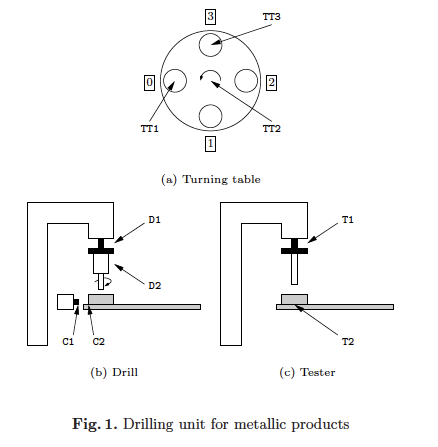 3
TT3
0
2
TT1
TT2
1
(a) Turning table
D1
T1
D2
C1
C2
T2
(b) Drill
(c) Tester
Fig. 1. Drilling unit for metallic products